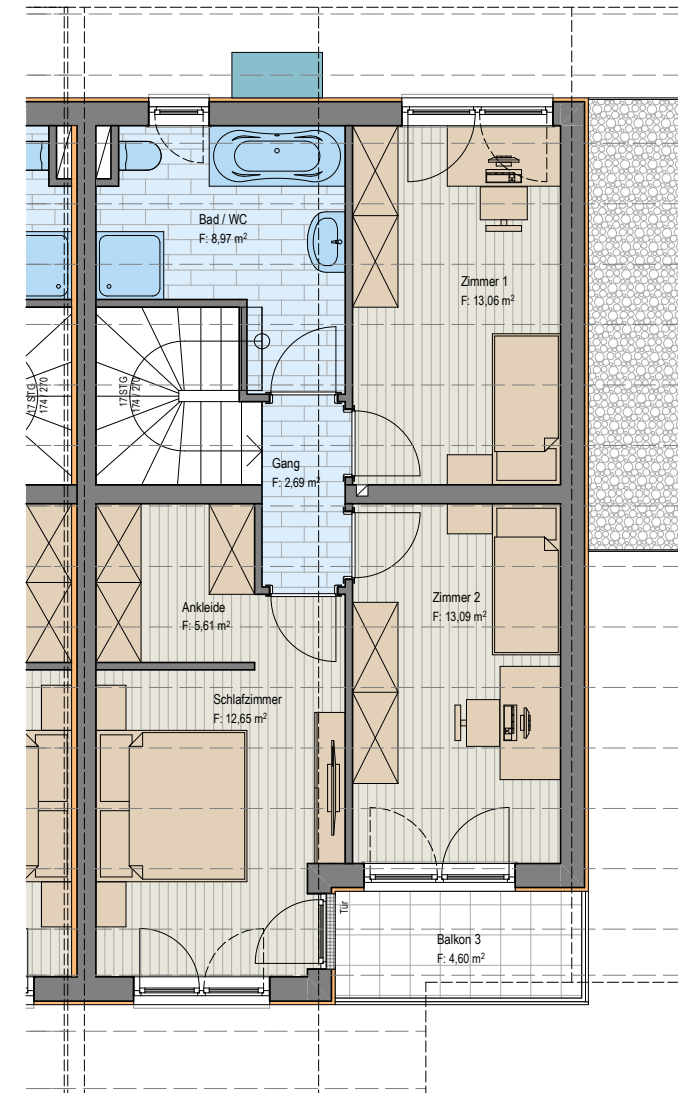 Bad / WC
F: 8,97 m²
Zimmer 1
F: 13,06 m²
17 STG
174 / 270
17 STG
174 / 270
Gang
F: 2,69 m²
Ankleide
F: 5,61 m²
Zimmer 2
F: 13,09 m²
Schlafzimmer
F: 12,65 m²
Tür
Balkon 3
F: 4,60 m²